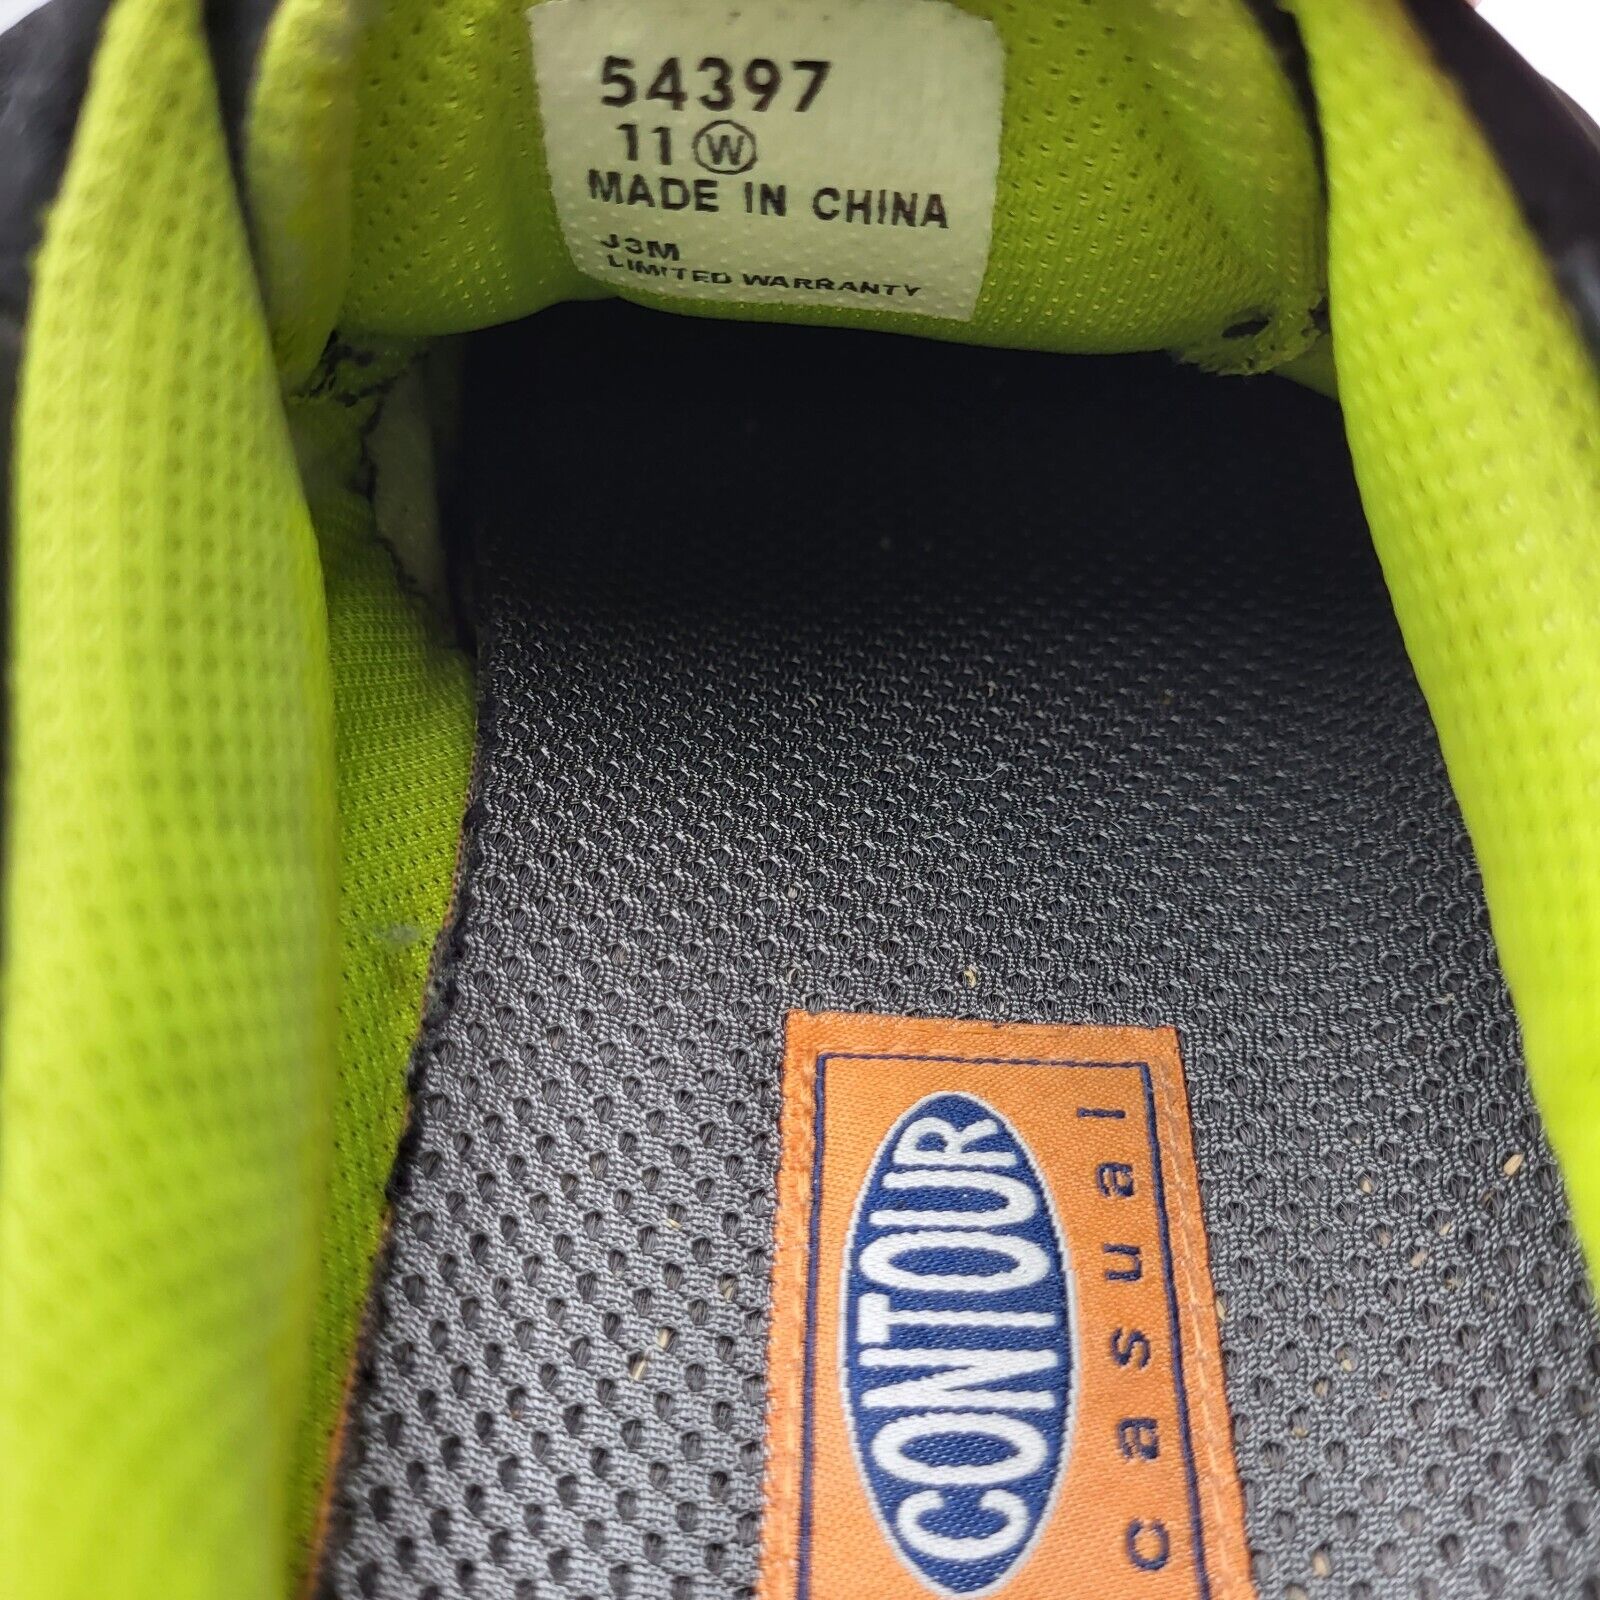 54397
11 W
MADE IN CHINA
J3M
LIMITED WARRANTY
CONTOUR
casual